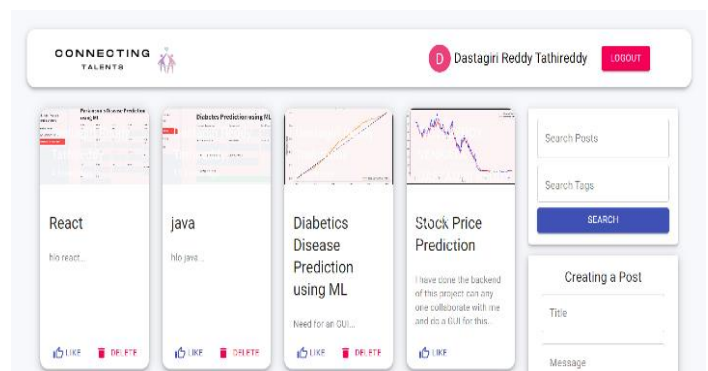 CONNECTING
TALENTS
D Dastagiri Reddy Tathireddy
LOGOUT
Diabetes Prediction using ML
React
hlo react...
LIKE DELETE
java
hlo java ...
LIKE DELETE
Diabetics
Disease
Prediction
using ML
Need for an GUI...
LIKE DELETE
Stock Price
Prediction
I have done the backend
of this project can any
one collaborate with me
and do a GUI for this...
LIKE
Search Posts
Search Tags
SEARCH
Creating a Post
Title
Message